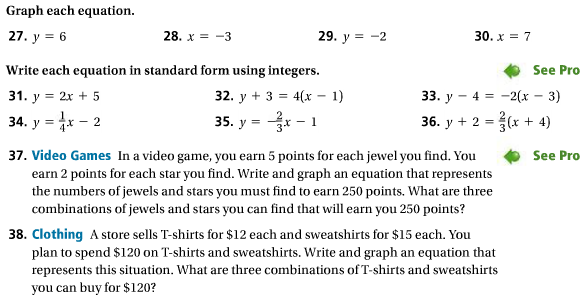 Graph each equation.
27. y = 6 28. x = −3 29. y = −2 30. x = 7
Write each equation in standard form using integers. See Pro
31. y = 2x + 5 32. y + 3 = 4(x − 1) 33. y − 4 = −2(x − 3)
34. y = 1/4x − 2 35. y = −2/3x − 1 36. y + 2 = 2/3(x + 4)
37. Video Games In a video game, you earn 5 points for each jewel you find. You See Pro
earn 2 points for each star you find. Write and graph an equation that represents
the numbers of jewels and stars you must find to earn 250 points. What are three
combinations of jewels and stars you can find that will earn you 250 points?
38. Clothing A store sells T-shirts for $12 each and sweatshirts for $15 each. You
plan to spend $120 on T-shirts and sweatshirts. Write and graph an equation that
represents this situation. What are three combinations of T-shirts and sweatshirts
you can buy for $120?